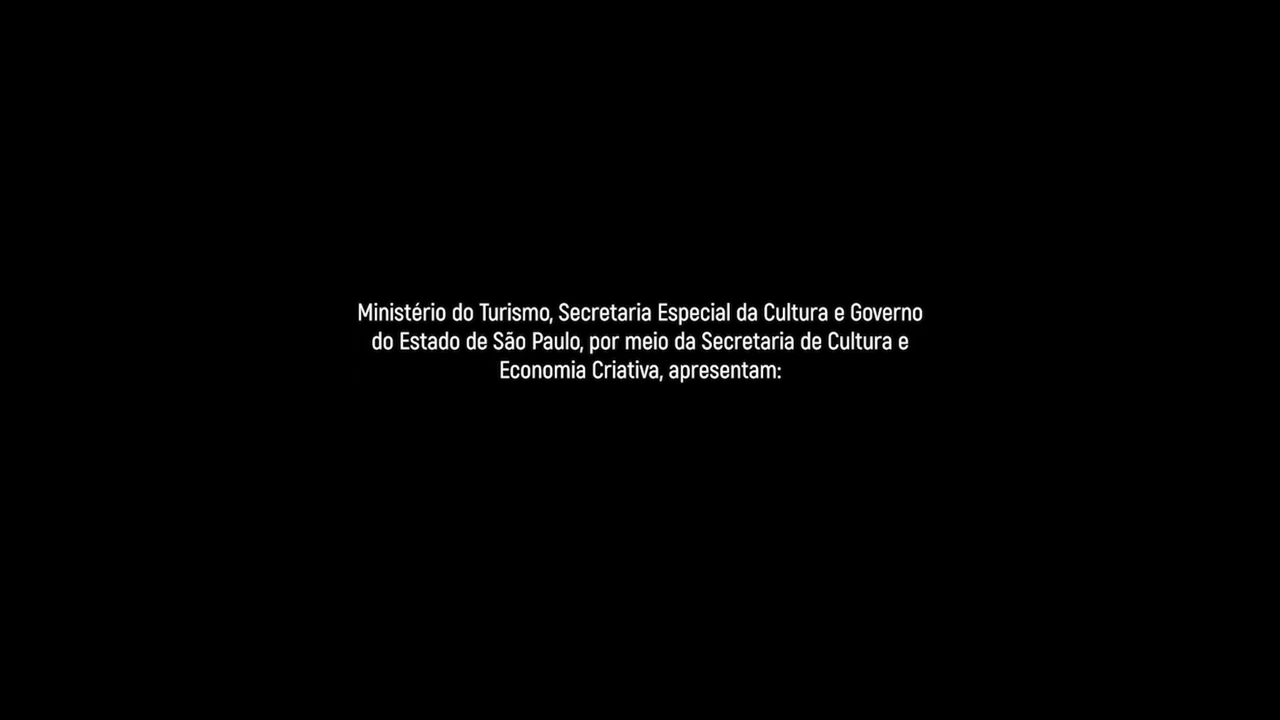 Ministério do Turismo, Secretaria Especial da Cultura e Governo
do Estado de São Paulo, por meio da Secretaria de Cultura e
Economia Criativa, apresentam: